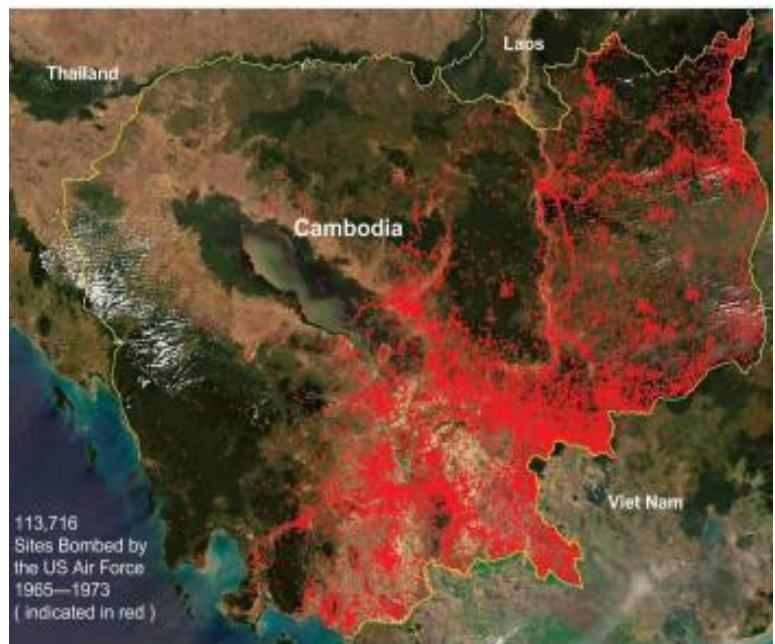 Laos
Thailand
Cambodia
Viet Nam
113,716
Sites Bombed by
the US Air Force
1965—1973
( indicated in red )